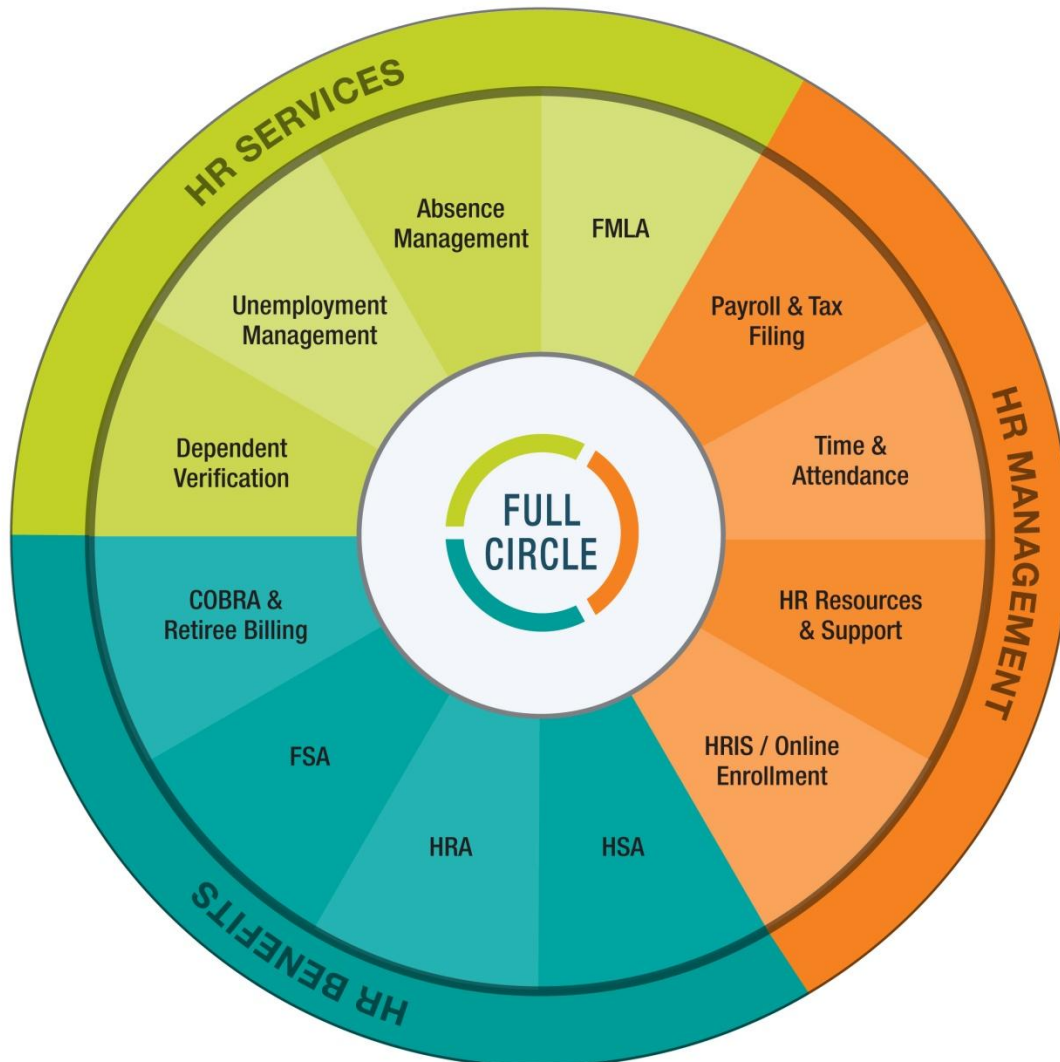 HR SERVICES
Absence
Management
FMLA
Unemployment
Management
Dependent
Verification
HR MANAGEMENT
Payroll & Tax
Filing
Time &
Attendance
HR Resources
& Support
HRIS / Online
Enrollment
FULL
CIRCLE
HR BENEFITS
COBRA &
Retiree Billing
FSA
HRA
HSA